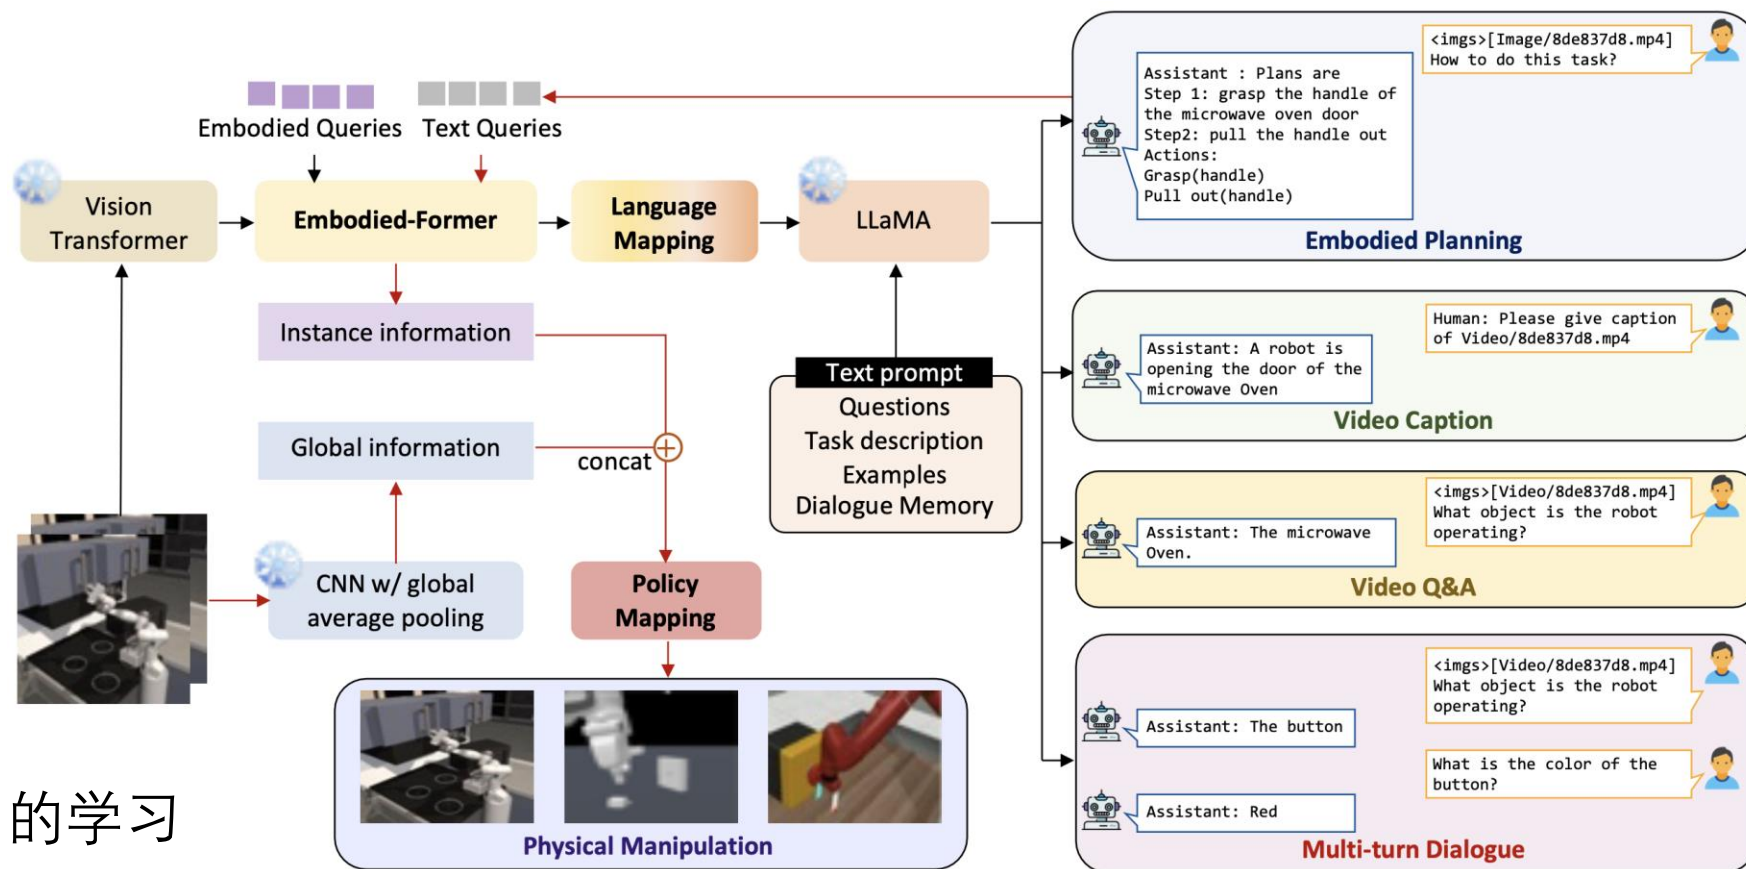 Embodied Queries
Text Queries
Vision
Transformer
Embodied-Former
Language
Mapping
LLaMA
Instance information
Global information
concat
CNN w/ global
average pooling
Policy
Mapping
Text prompt
Questions
Task description
Examples
Dialogue Memory
Physical Manipulation
的学习
<imgs>[Image/8de837d8.mp4]
How to do this task?
Assistant : Plans are
Step 1: grasp the handle of
the microwave oven door
Step2: pull the handle out
Actions:
Grasp(handle)
Pull out(handle)
Embodied Planning
Human: Please give caption
of Video/8de837d8.mp4
Assistant: A robot is
opening the door of the
microwave Oven
Video Caption
<imgs>[Video/8de837d8.mp4]
What object is the robot
operating?
Assistant: The microwave
Oven.
Video Q&A
<imgs>[Video/8de837d8.mp4]
What object is the robot
operating?
Assistant: The button
What is the color of the
button?
Assistant: Red
Multi-turn Dialogue